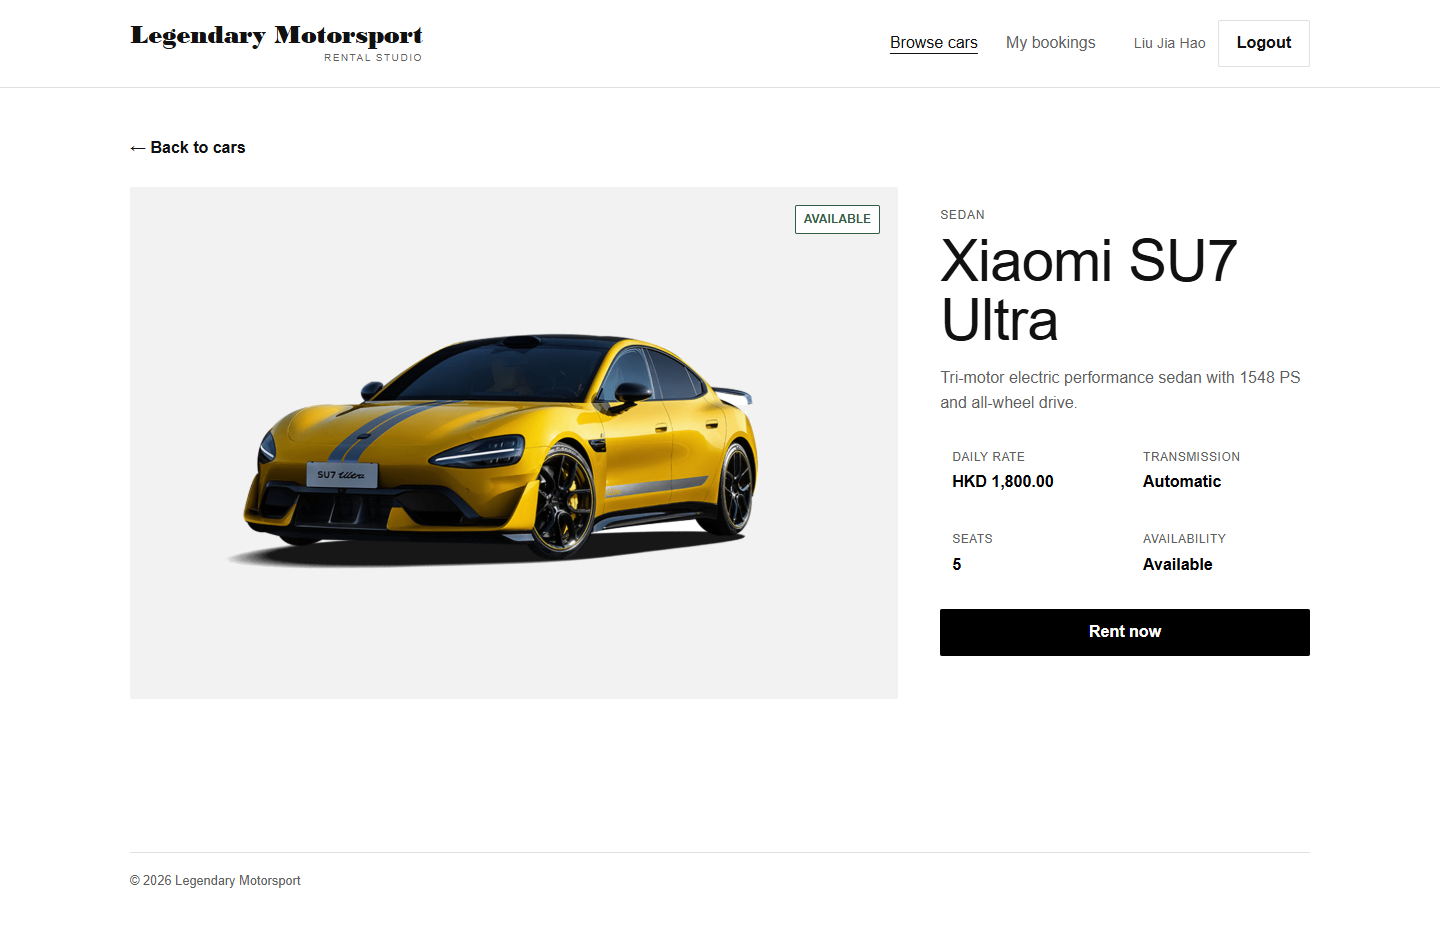 Legendary Motorsport
RENTAL STUDIO
Browse cars
My bookings
Liu Jia Hao
Logout
← Back to cars
AVAILABLE
SU7 Ultra
SEDAN
Xiaomi SU7
Ultra
Tri-motor electric performance sedan with 1548 PS
and all-wheel drive.
DAILY RATE
HKD 1,800.00
TRANSMISSION
Automatic
SEATS
5
AVAILABILITY
Available
Rent now
© 2026 Legendary Motorsport